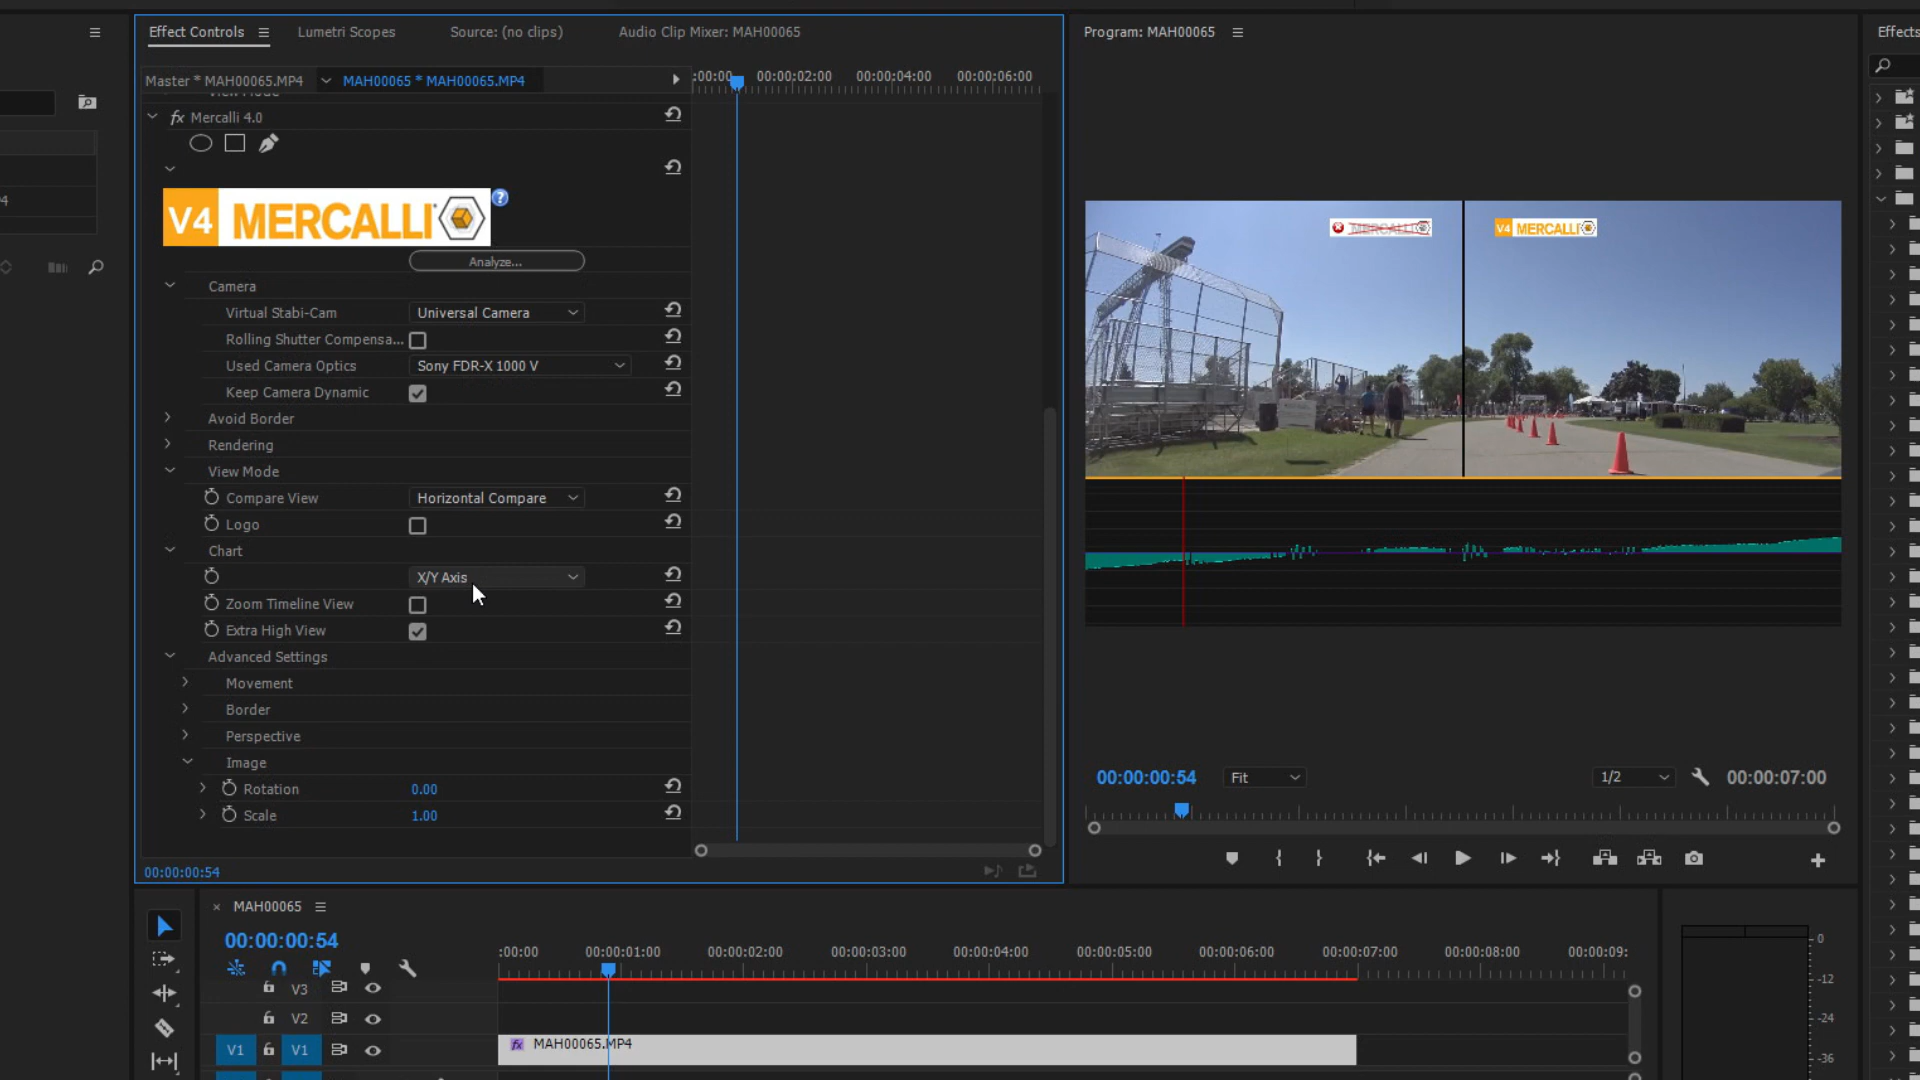 Effect Controls
Lumetri Scopes
Source: (no clips)
Audio Clip Mixer: MAH00065
Program: MAH00065
Effects
Master * MAH00065.MP4
MAH00065 * MAH00065.MP4
:00:00
00:00:02:00
00:00:04:00
00:00:06:00
View Mode
fx Mercalli 4.0
V4 MERCALLI
?
Analyze...
Camera
Virtual Stabi-Cam
Universal Camera
Rolling Shutter Compensa...
Used Camera Optics
Sony FDR-X 1000 V
Keep Camera Dynamic
Avoid Border
Rendering
View Mode
Compare View
Horizontal Compare
Logo
Chart
X/Y Axis
Zoom Timeline View
Extra High View
Advanced Settings
Movement
Border
Perspective
Image
Rotation
0.00
Scale
1.00
00:00:00:54
MERCALLI
V4 MERCALLI
00:00:00:54
Fit
1/2
00:00:07:00
× MAH00065
00:00:00:54
:00:00
00:00:01:00
00:00:02:00
00:00:03:00
00:00:04:00
00:00:05:00
00:00:06:00
00:00:07:00
00:00:08:00
00:00:09:
V3
V2
V1
V1
fx MAH00065.MP4
0
-12
-24
-36